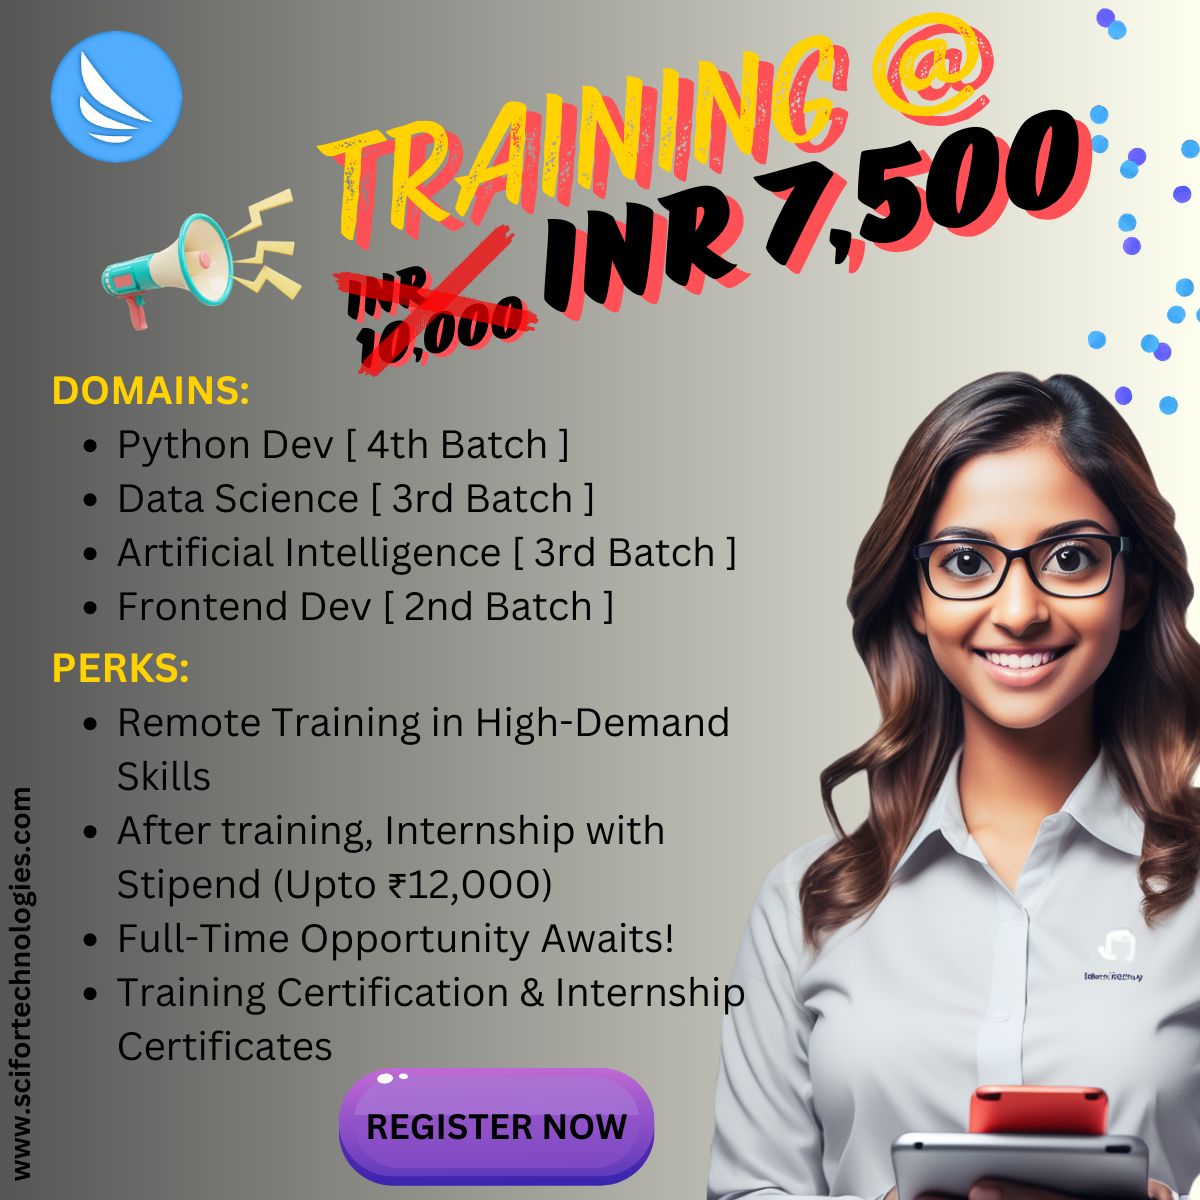 TRAINING @
INR
10,000
INR 7,500
DOMAINS:
• Python Dev [ 4th Batch ]
• Data Science [ 3rd Batch ]
• Artificial Intelligence [ 3rd Batch ]
• Frontend Dev [ 2nd Batch ]
PERKS:
• Remote Training in High-Demand
Skills
• After training, Internship with
Stipend (Upto ₹12,000)
• Full-Time Opportunity Awaits!
• Training Certification & Internship
Certificates
REGISTER NOW
www.scifortechnologies.com